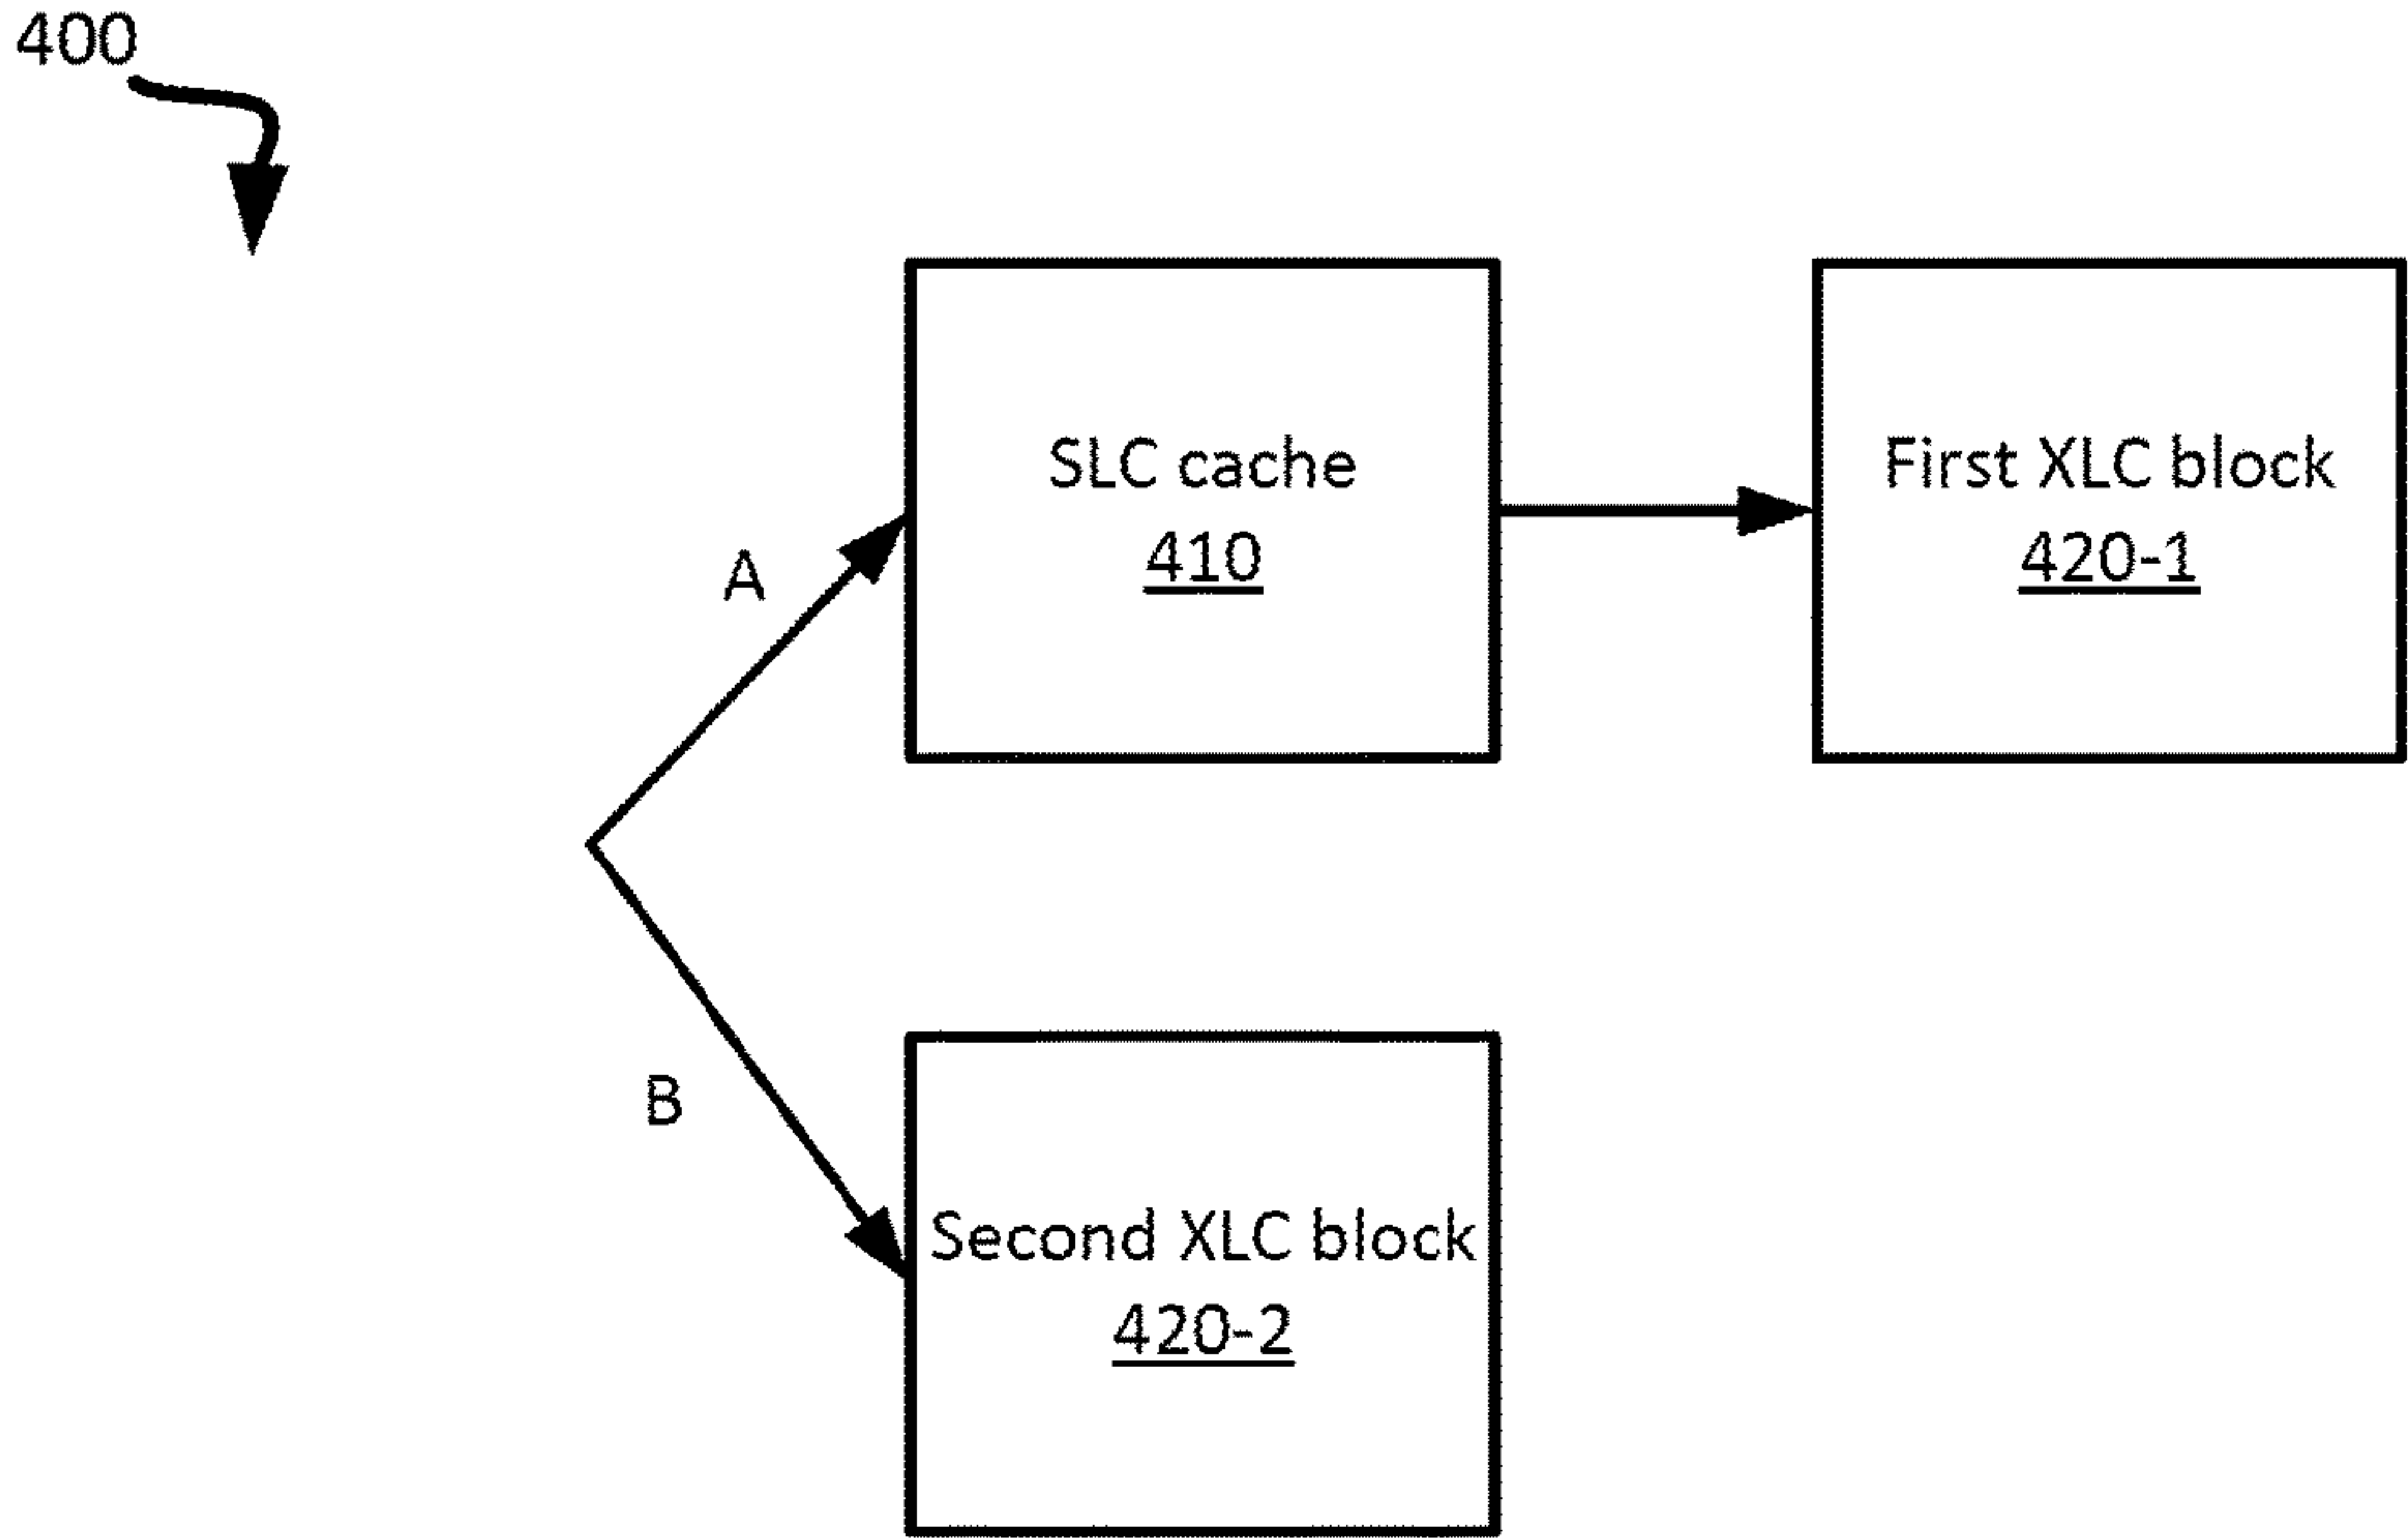 400
SLC cache
410
First XLC block
420-1
A
B
Second XLC block
420-2